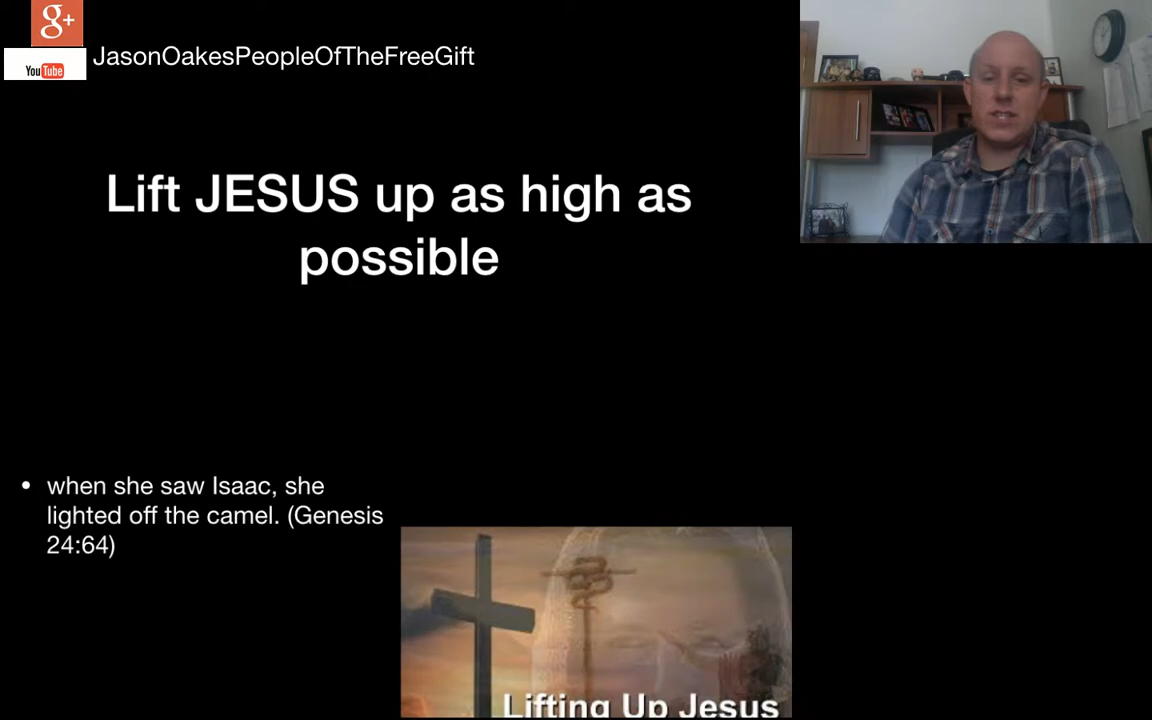 g+
YouTube
JasonOakesPeopleOfTheFreeGift
Lift JESUS up as high as
possible
• when she saw Isaac, she
lighted off the camel. (Genesis
24:64)
Lifting Up Jesus